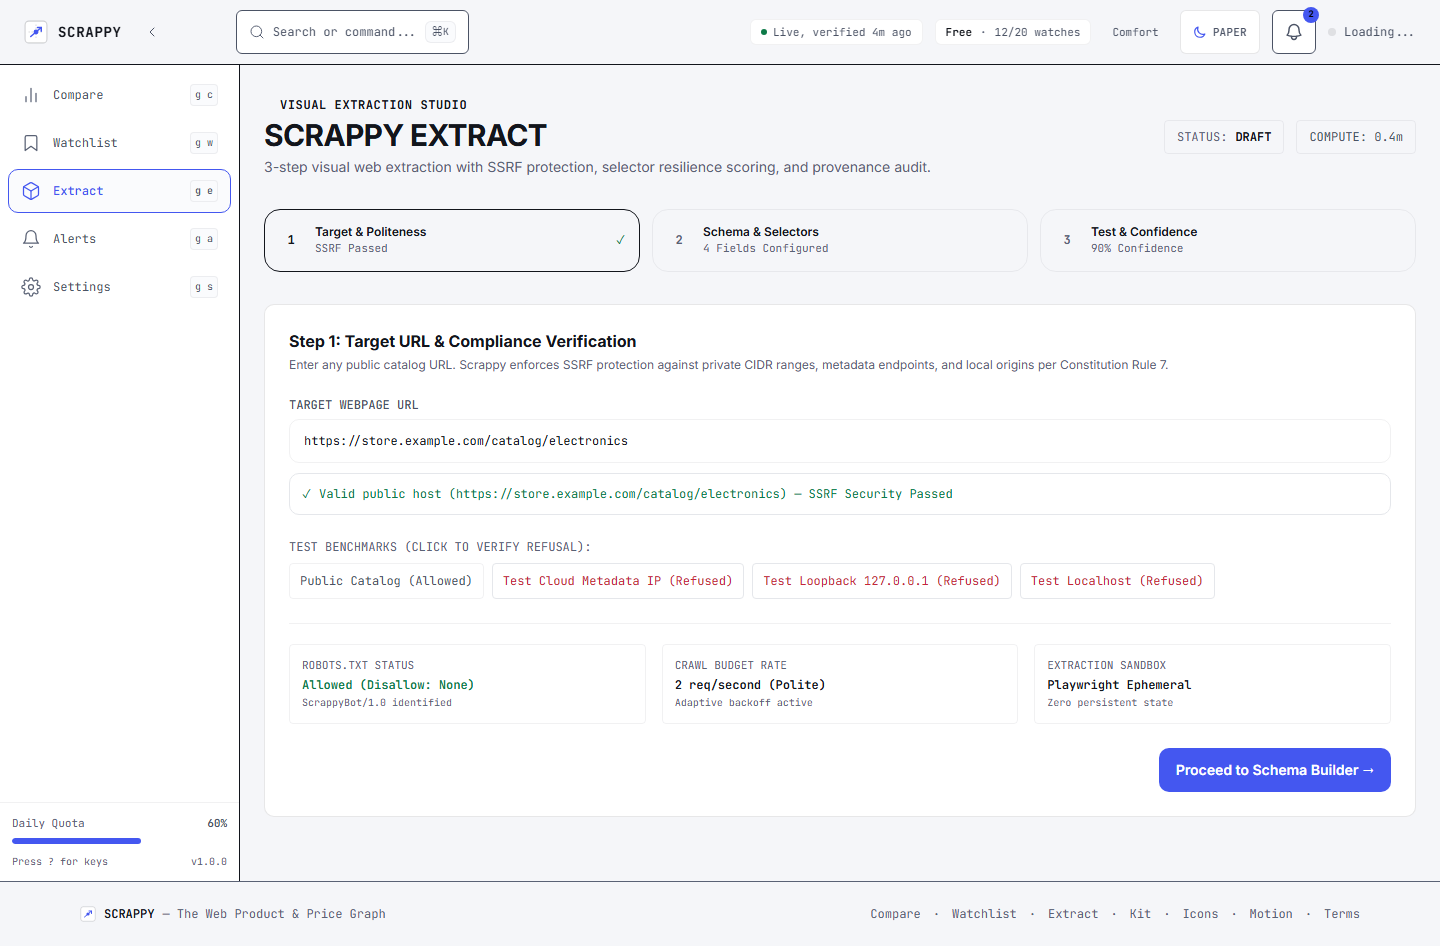 SCRAPPY
Search or command... ⌘K
Live, verified 4m ago
Free · 12/20 watches
Comfort
PAPER
2
Loading...
Compare g c
Watchlist g w
Extract g e
Alerts g a
Settings g s
Daily Quota 60%
Press ? for keys v1.0.0
VISUAL EXTRACTION STUDIO
SCRAPPY EXTRACT
3-step visual web extraction with SSRF protection, selector resilience scoring, and provenance audit.
STATUS: DRAFT
COMPUTE: 0.4m
1 Target & Politeness ✓
SSRF Passed
2 Schema & Selectors
4 Fields Configured
3 Test & Confidence
90% Confidence
Step 1: Target URL & Compliance Verification
Enter any public catalog URL. Scrappy enforces SSRF protection against private CIDR ranges, metadata endpoints, and local origins per Constitution Rule 7.
TARGET WEBPAGE URL
https://store.example.com/catalog/electronics
✓ Valid public host (https://store.example.com/catalog/electronics) — SSRF Security Passed
TEST BENCHMARKS (CLICK TO VERIFY REFUSAL):
Public Catalog (Allowed)
Test Cloud Metadata IP (Refused)
Test Loopback 127.0.0.1 (Refused)
Test Localhost (Refused)
ROBOTS.TXT STATUS
Allowed (Disallow: None)
ScrappyBot/1.0 identified
CRAWL BUDGET RATE
2 req/second (Polite)
Adaptive backoff active
EXTRACTION SANDBOX
Playwright Ephemeral
Zero persistent state
Proceed to Schema Builder →
SCRAPPY — The Web Product & Price Graph
Compare · Watchlist · Extract · Kit · Icons · Motion · Terms